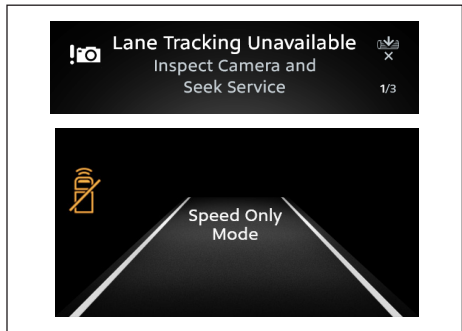 Lane Tracking Unavailable
Inspect Camera and
Seek Service
1/3
Speed Only
Mode